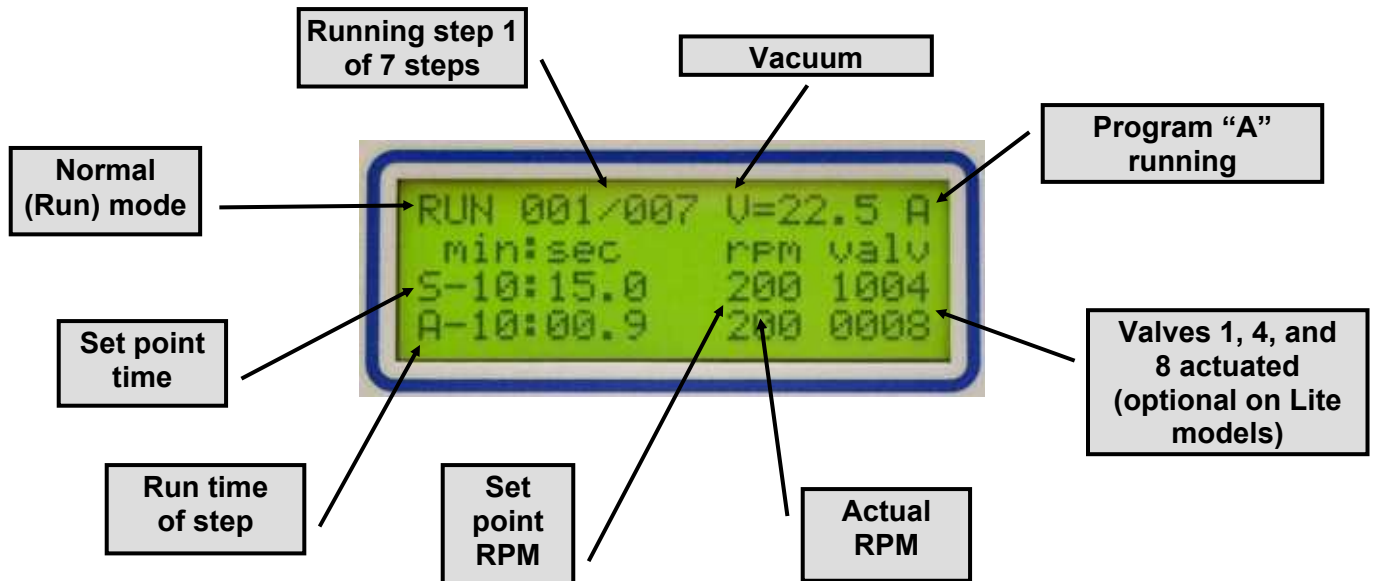 Running step 1
of 7 steps
Vacuum
Program “A”
running
Normal
(Run) mode
RUN 001/007 V=22.5 A
min:sec rpm valv
S-10:15.0 200 1004
A-10:00.9 200 0008
Set point
time
Valves 1, 4, and
8 actuated
(optional on Lite
models)
Run time
of step
Set
point
RPM
Actual
RPM